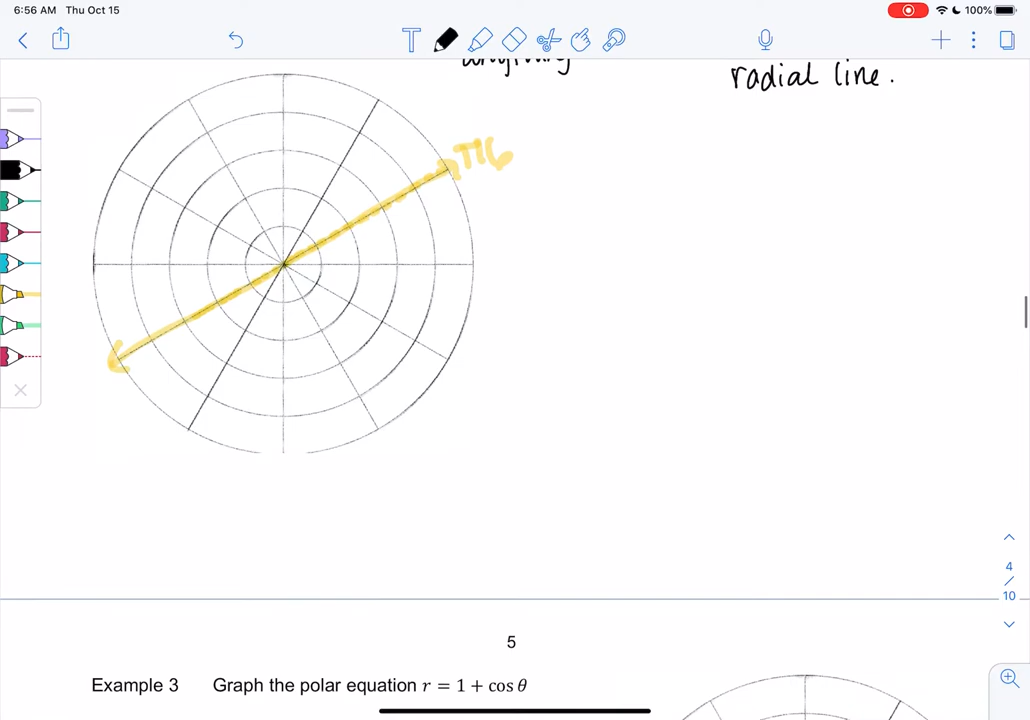 6:56 AM Thu Oct 15
100%
T
anything
radial line.
π/6
4
/
10
5
Example 3 Graph the polar equation r = 1 + cos θ